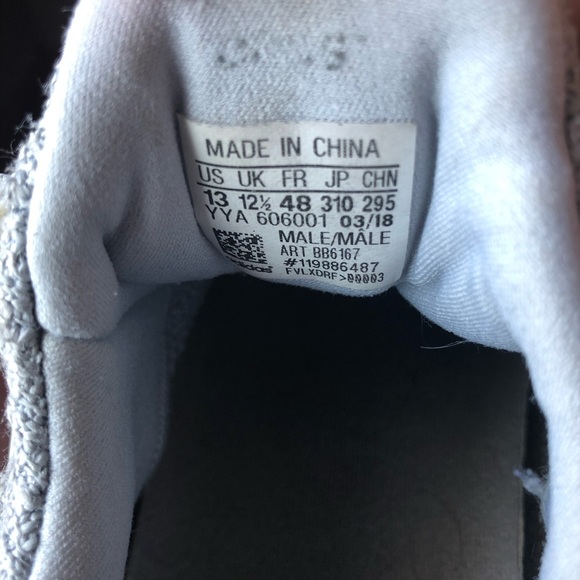 MADE IN CHINA
US UK FR JP CHN
13 12½ 48 310 295
YYA 606001 03/18
MALE/MÂLE
ART BB6167
adidas #119886487
FVLXDRF>00003